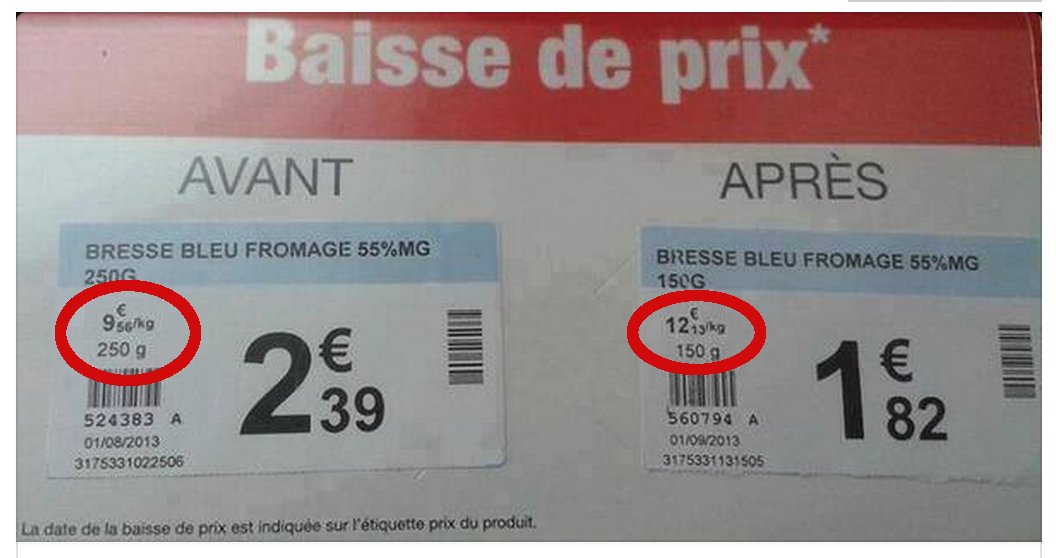 Baisse de prix*
AVANT
BRESSE BLEU FROMAGE 55%MG
250G
9€56/kg
250 g
2€39
524383 A
01/08/2013
3175331022506
APRÈS
BRESSE BLEU FROMAGE 55%MG
150G
12€13/kg
150 g
1€82
560794 A
01/09/2013
3175331131505
La date de la baisse de prix est indiquée sur l'étiquette prix du produit.